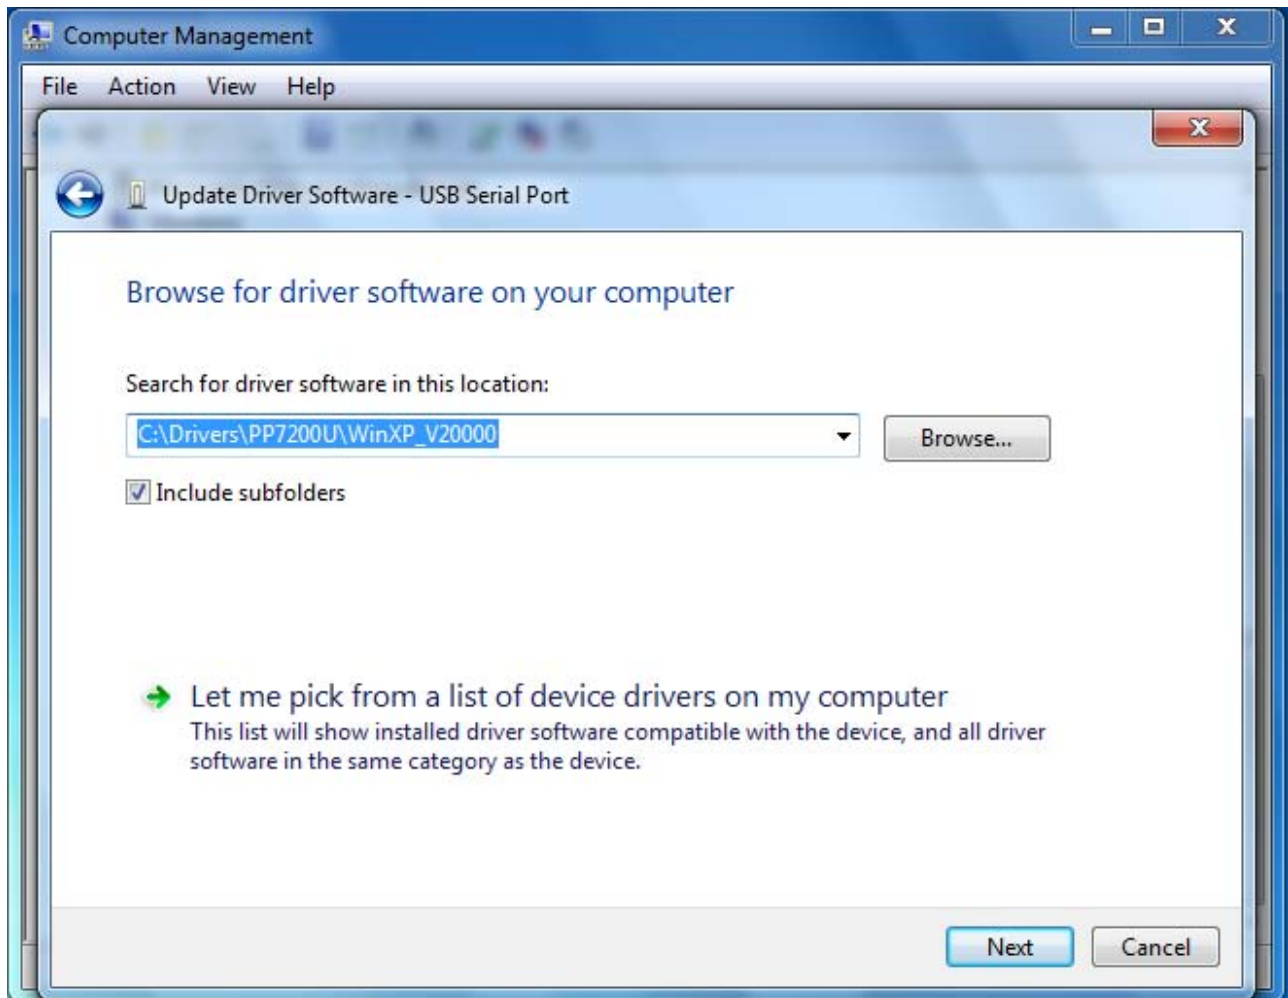 Computer Management
File Action View Help
Update Driver Software - USB Serial Port
Browse for driver software on your computer
Search for driver software in this location:
C:\Drivers\PP7200U\WinXP_V20000
Browse...
Include subfolders
Let me pick from a list of device drivers on my computer
This list will show installed driver software compatible with the device, and all driver
software in the same category as the device.
Next Cancel